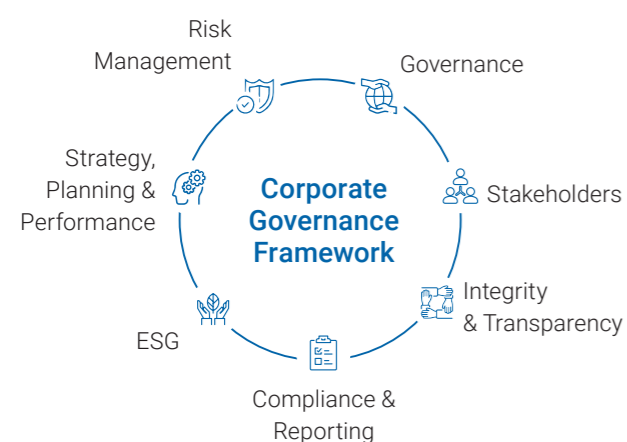 Risk
Management
Governance
Strategy,
Planning &
Performance
Corporate
Governance
Framework
Stakeholders
Integrity
& Transparency
ESG
Compliance &
Reporting